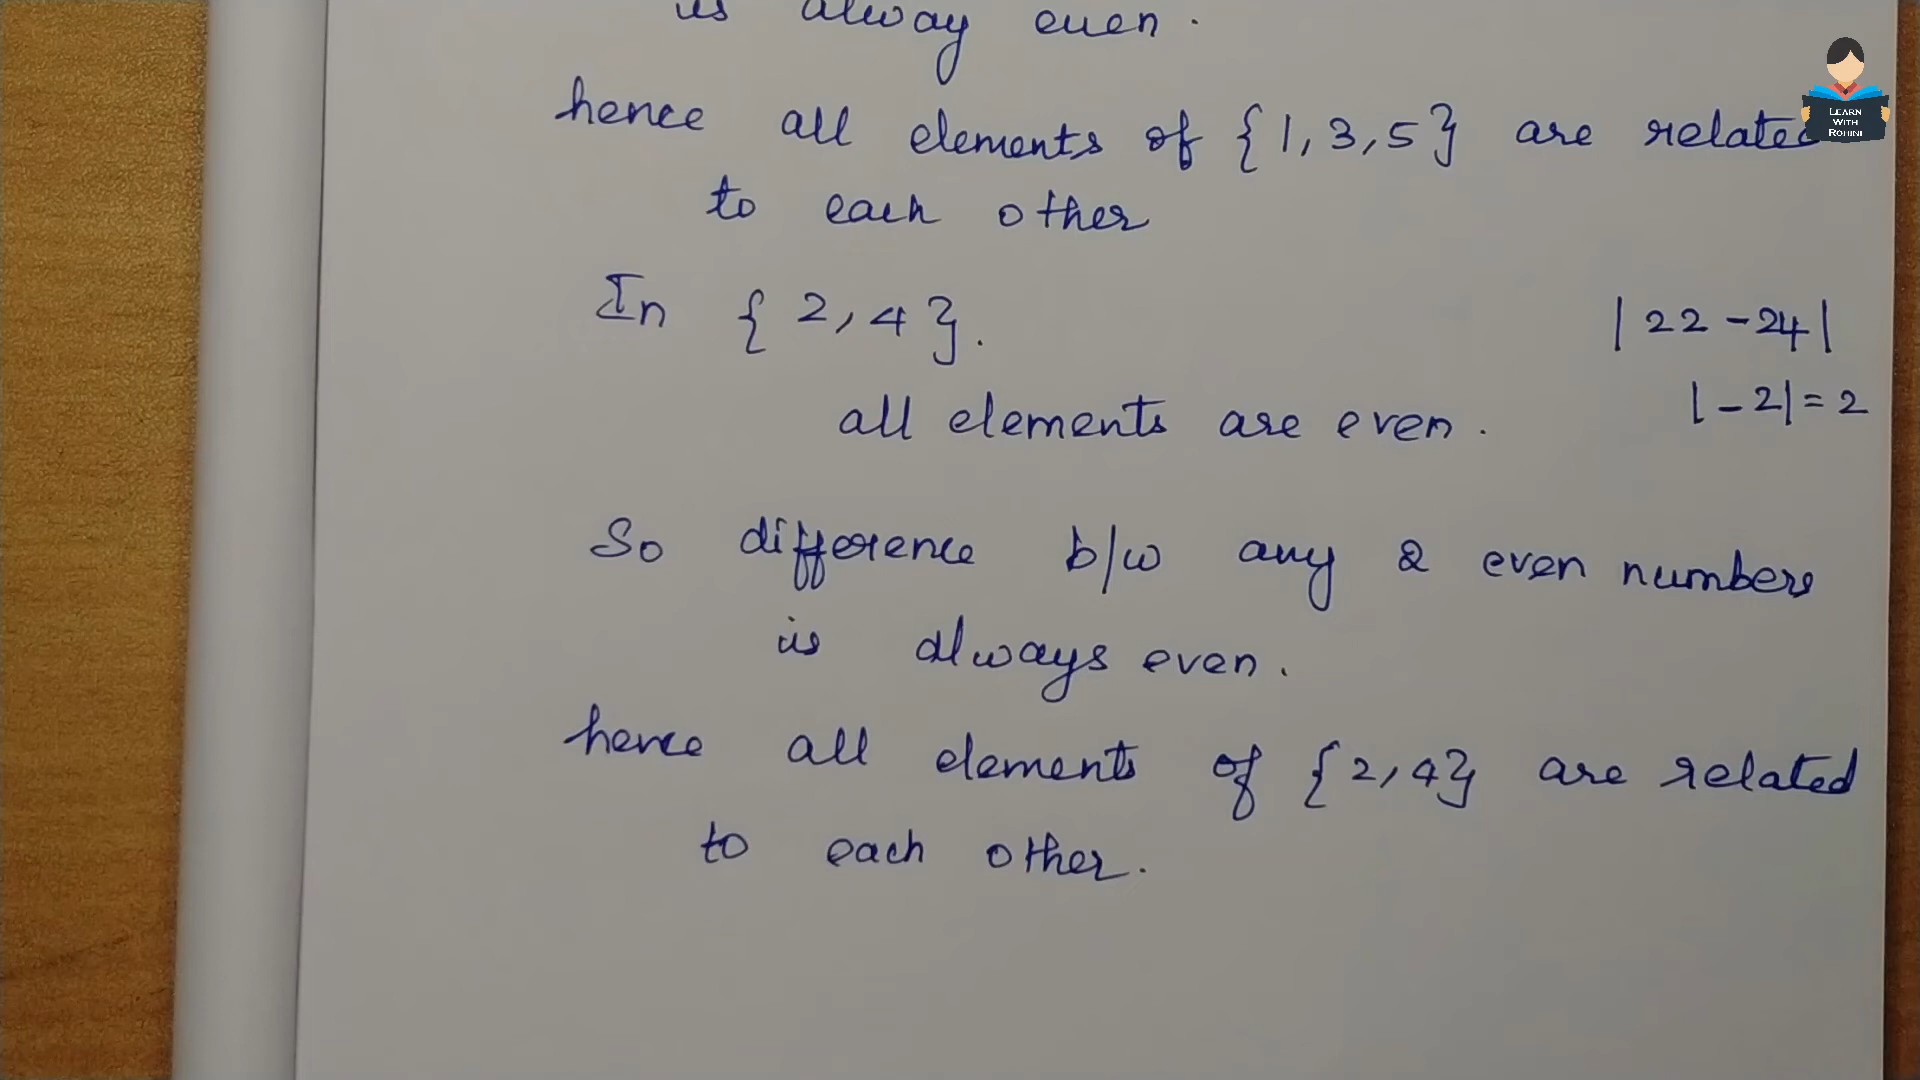 is alway even.
hence all elements of {1, 3, 5} are related
to each other
In {2, 4}.
|22 - 24|
|-2| = 2
all elements are even.
So difference b/w any 2 even numbers
is always even.
hence all elements of {2, 4} are related
to each other.
LEARN
WITH
ROHINI